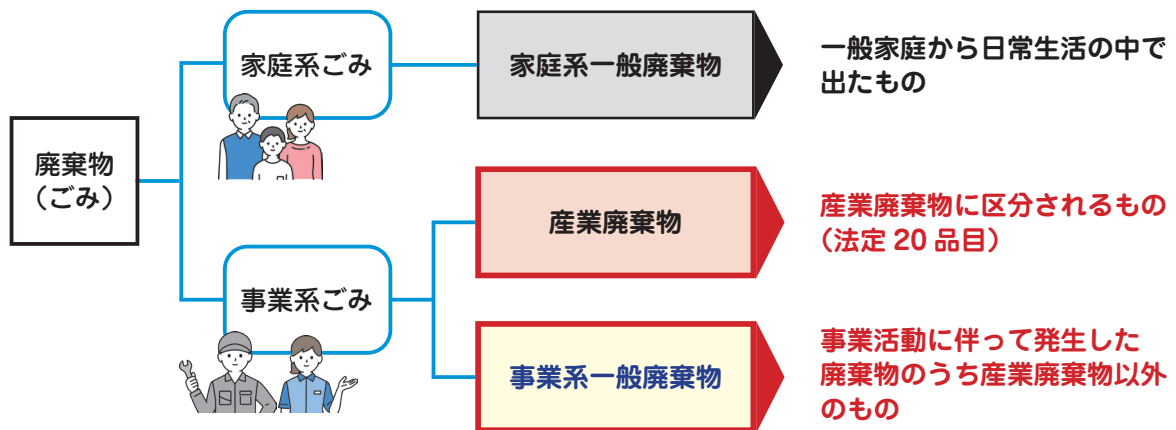 廃棄物
（ごみ）
家庭系ごみ
家庭系一般廃棄物
一般家庭から日常生活の中で
出たもの
事業系ごみ
産業廃棄物
産業廃棄物に区分されるもの
（法定 20 品目）
事業系一般廃棄物
事業活動に伴って発生した
廃棄物のうち産業廃棄物以外
のもの